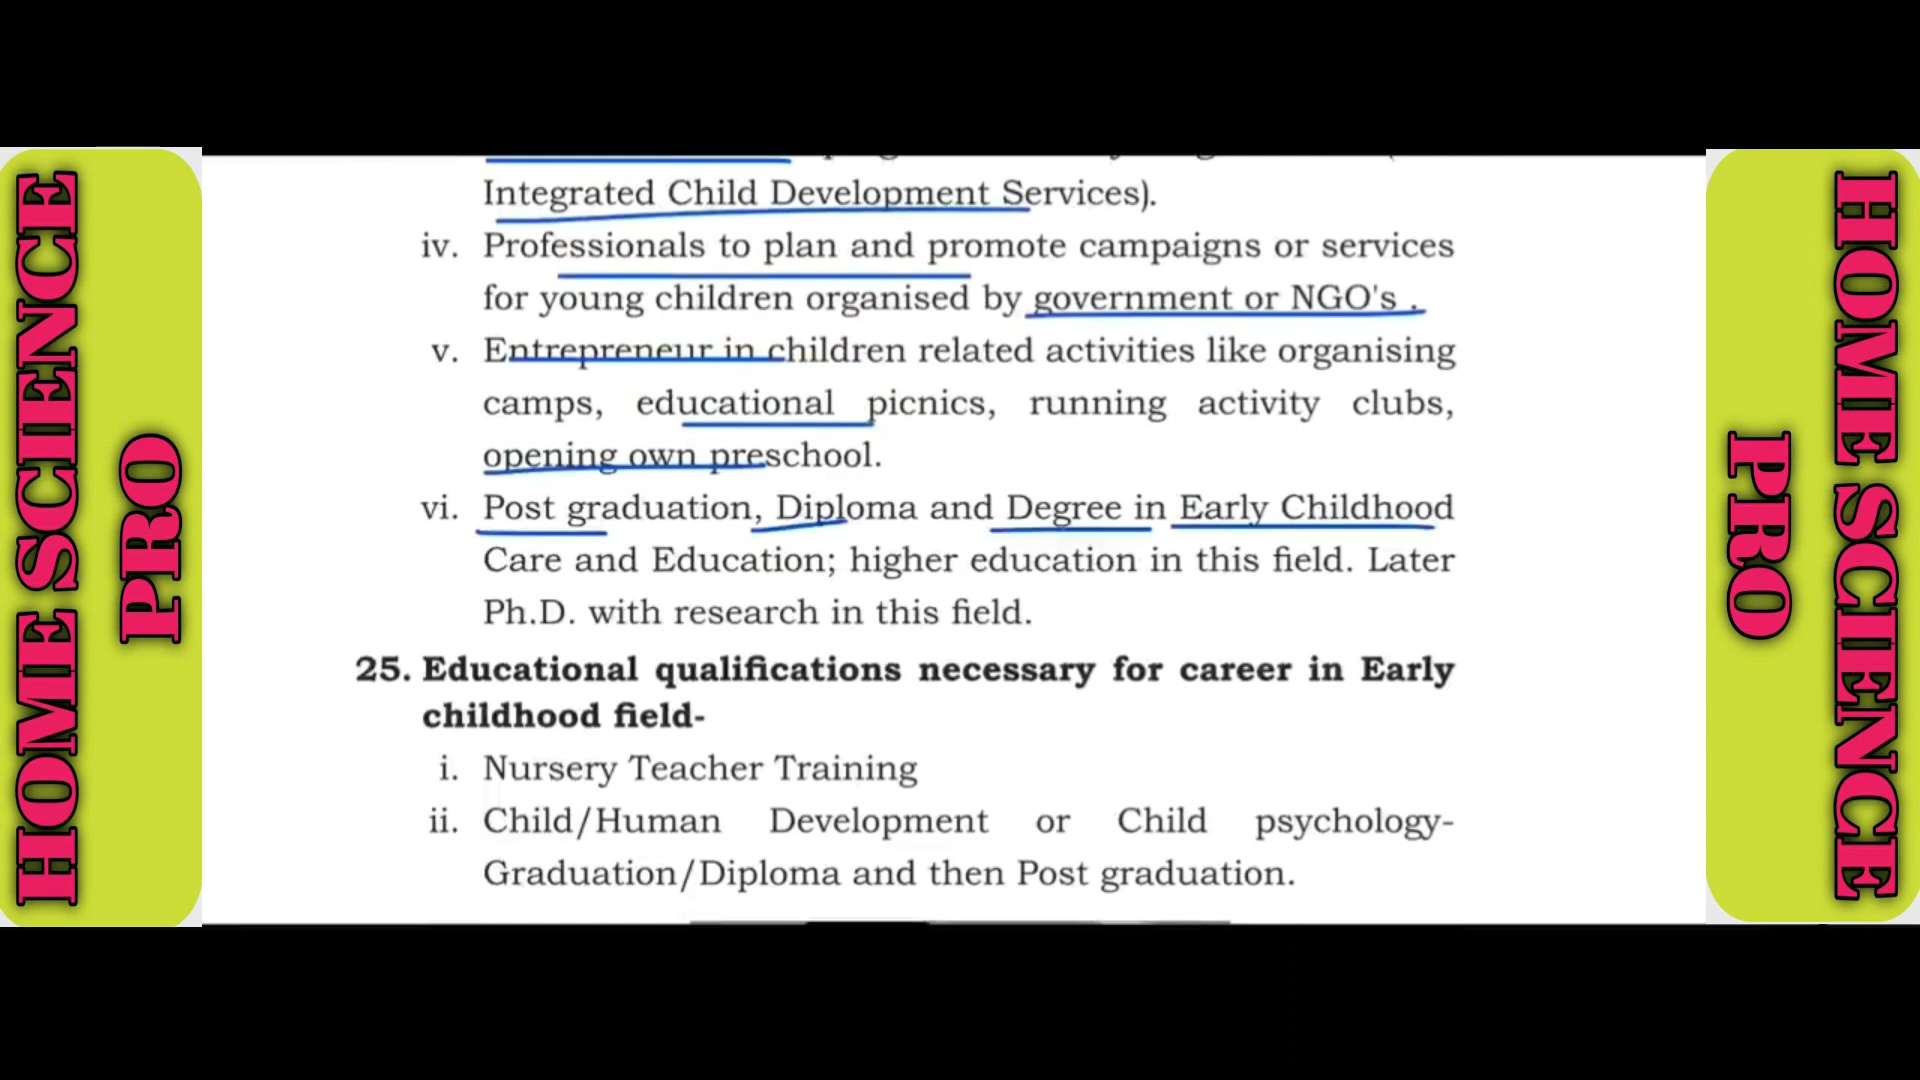 HOME SCIENCE
PRO
Integrated Child Development Services).
iv. Professionals to plan and promote campaigns or services
for young children organised by government or NGO's .
v. Entrepreneur in children related activities like organising
camps, educational picnics, running activity clubs,
opening own preschool.
vi. Post graduation, Diploma and Degree in Early Childhood
Care and Education; higher education in this field. Later
Ph.D. with research in this field.
25. Educational qualifications necessary for career in Early
childhood field-
i. Nursery Teacher Training
ii. Child/Human Development or Child psychology-
Graduation/Diploma and then Post graduation.
HOME SCIENCE
PRO